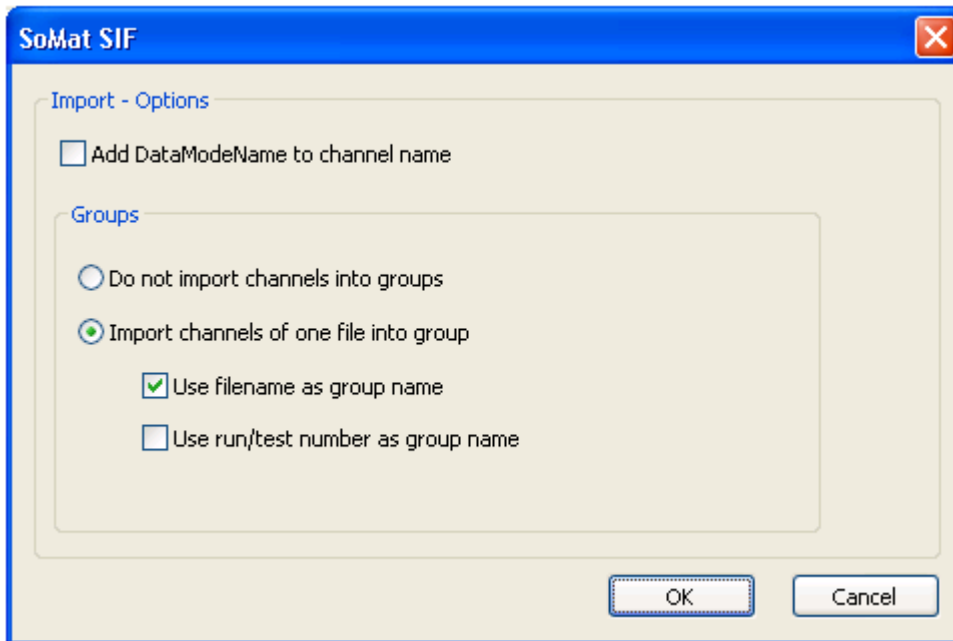 SoMat SIF
Import - Options
Add DataModeName to channel name
Groups
Do not import channels into groups
Import channels of one file into group
Use filename as group name
Use run/test number as group name
OK
Cancel